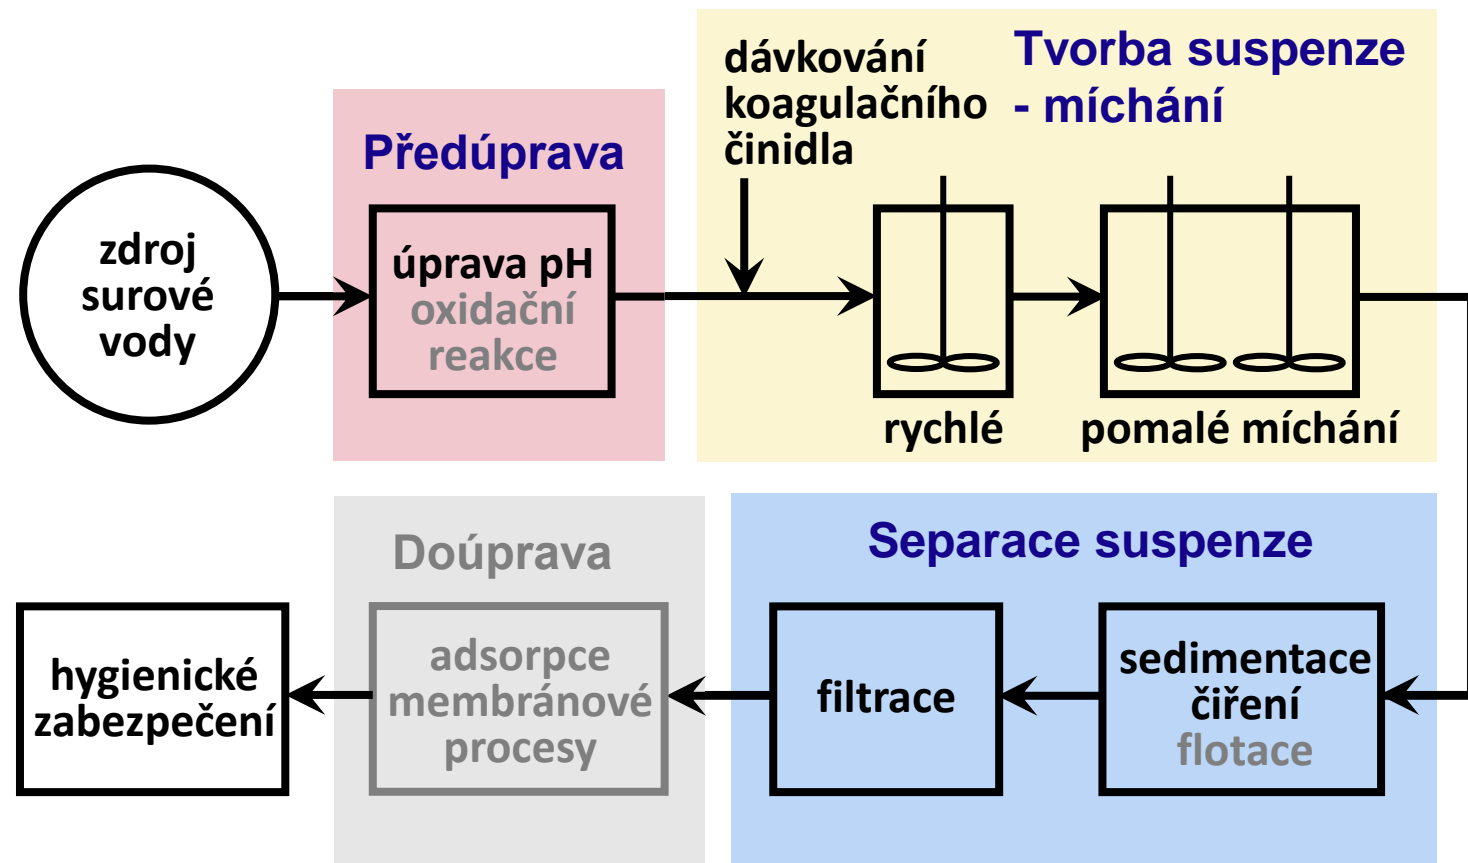 Předúprava
dávkování
koagulačního
činidla
Tvorba suspenze
- míchání
zdroj
surové
vody
úprava pH
oxidační
reakce
rychlé
pomalé míchání
Separace suspenze
sedimentace
čiření
flotace
filtrace
Doúprava
adsorpce
membránové
procesy
hygienické
zabezpečení